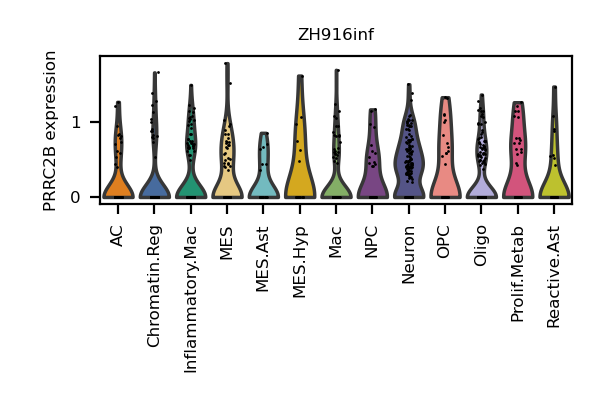 ZH916inf
PRRC2B expression
1
0
AC
Chromatin.Reg
Inflammatory.Mac
MES
MES.Ast
MES.Hyp
Mac
NPC
Neuron
OPC
Oligo
Prolif.Metab
Reactive.Ast